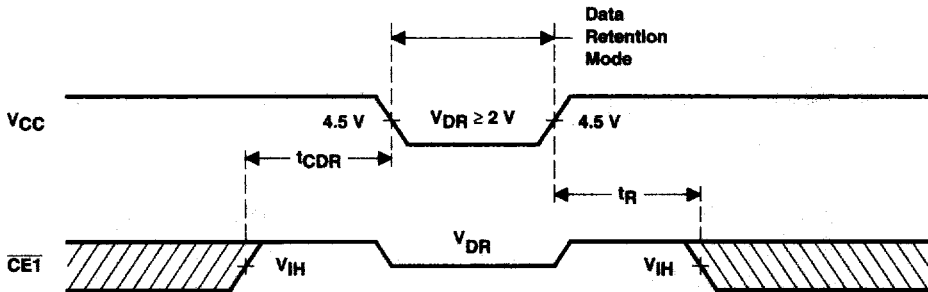 Data
Retention
Mode
VCC
4.5 V
VDR ≥ 2 V
4.5 V
tCDR
tR
CE1
VIH
VDR
VIH